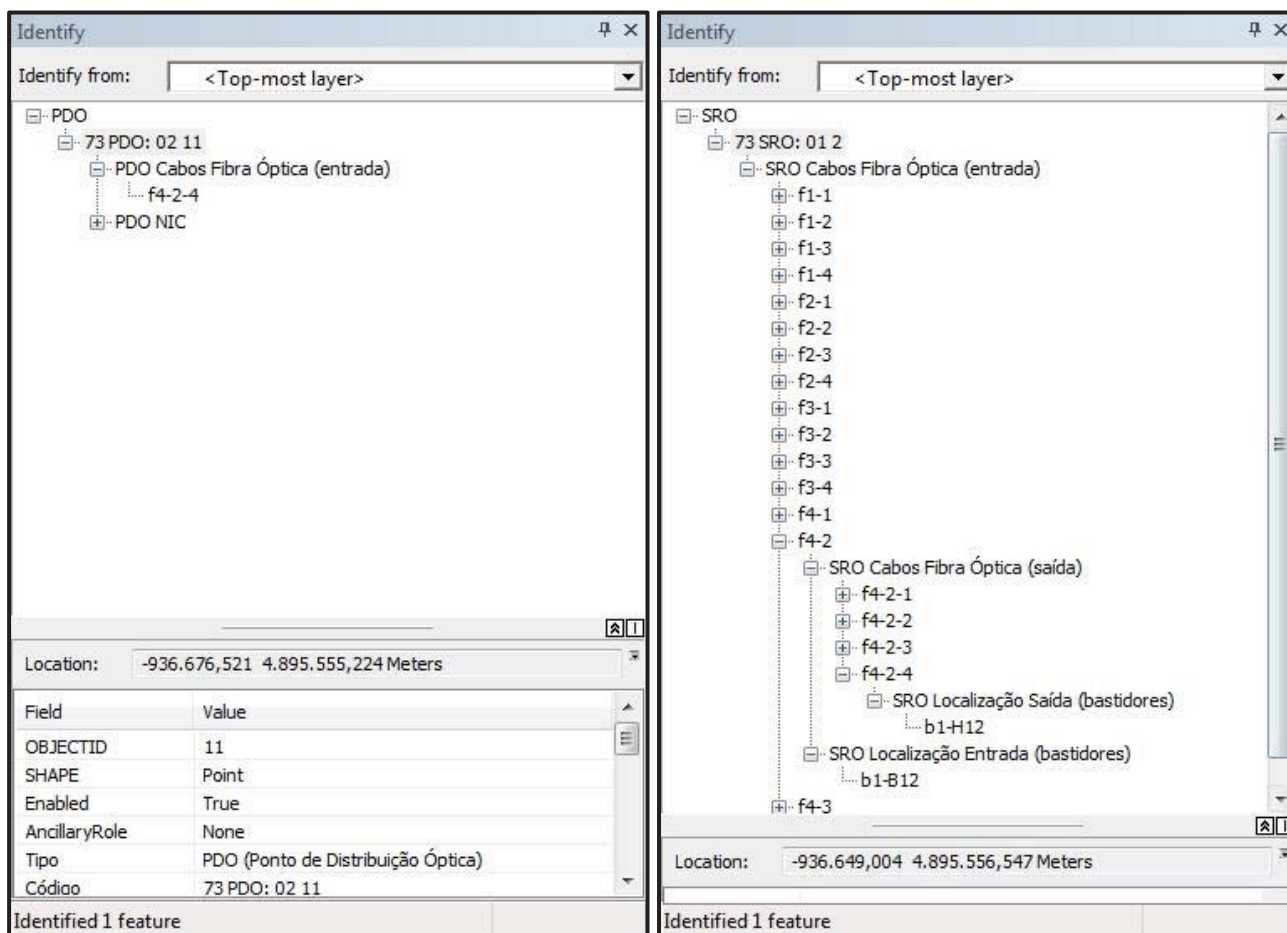 Identify
Identify from: <Top-most layer>
PDO
73 PDO: 02 11
PDO Cabos Fibra Óptica (entrada)
f4-2-4
PDO NIC
Location: -936.676,521 4.895.555,224 Meters
Field Value
OBJECTID 11
SHAPE Point
Enabled True
AncillaryRole None
Tipo PDO (Ponto de Distribuição Óptica)
Código 73 PDO: 02 11
Identified 1 feature
Identify
Identify from: <Top-most layer>
SRO
73 SRO: 01 2
SRO Cabos Fibra Óptica (entrada)
f1-1
f1-2
f1-3
f1-4
f2-1
f2-2
f2-3
f2-4
f3-1
f3-2
f3-3
f3-4
f4-1
f4-2
SRO Cabos Fibra Óptica (saída)
f4-2-1
f4-2-2
f4-2-3
f4-2-4
SRO Localização Saída (bastidores)
b1-H12
SRO Localização Entrada (bastidores)
b1-B12
f4-3
Location: -936.649,004 4.895.556,547 Meters
Identified 1 feature